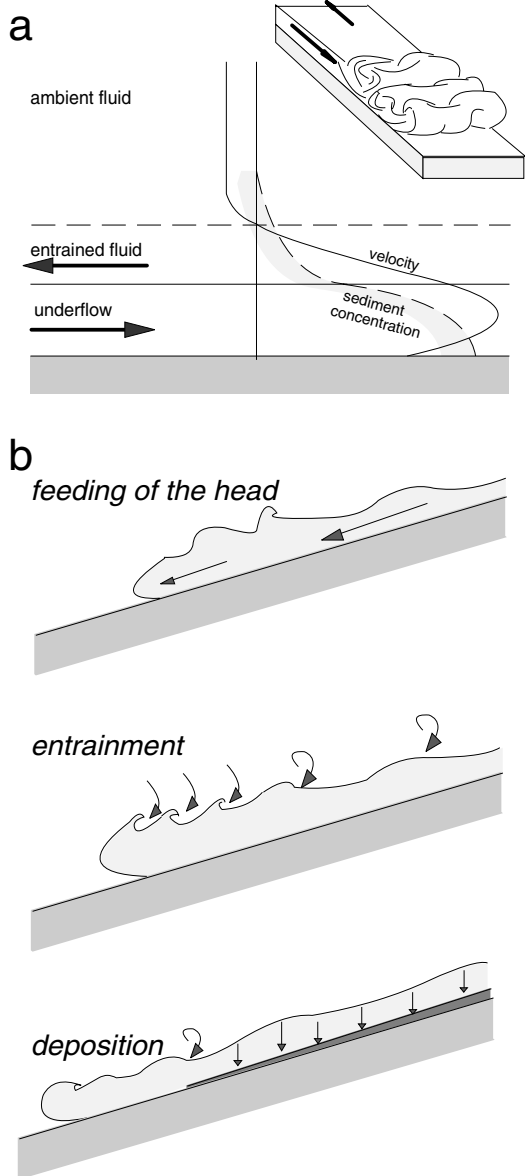 a
ambient fluid
entrained fluid
velocity
underflow
sediment
concentration
b
feeding of the head
entrainment
deposition